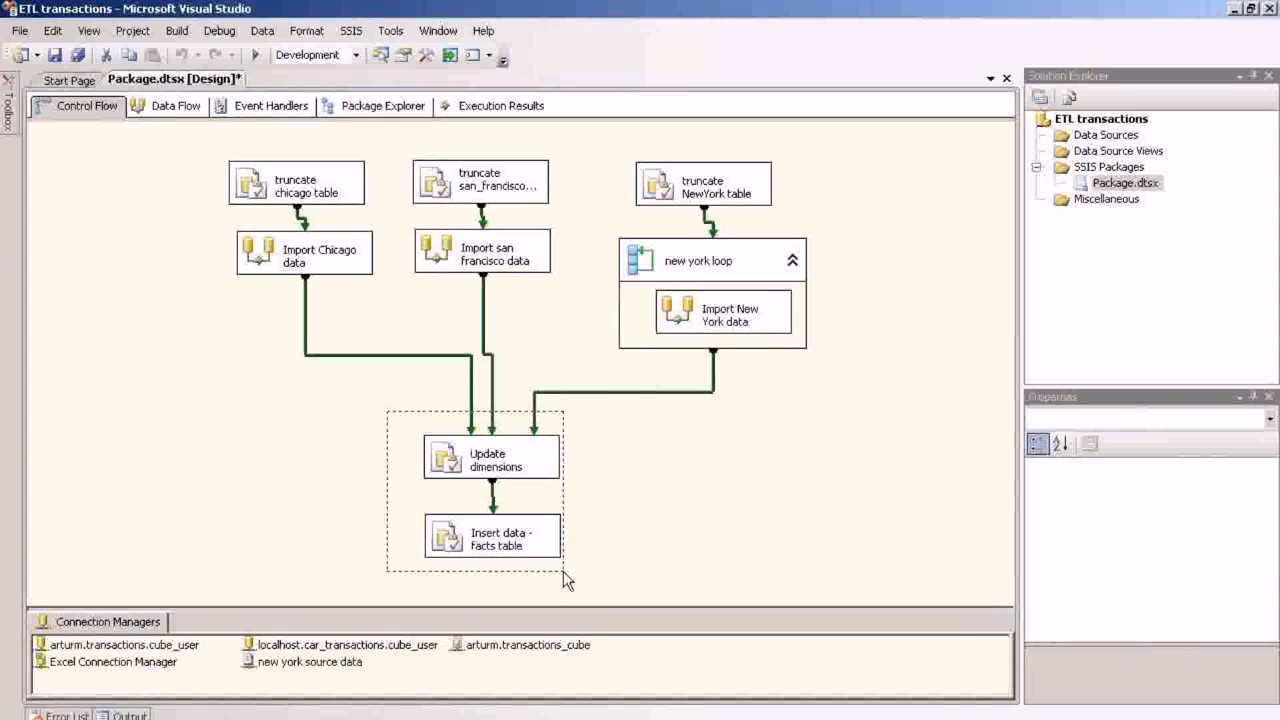 ETL transactions - Microsoft Visual Studio
File Edit View Project Build Debug Data Format SSIS Tools Window Help
Development
Start Page Package.dtsx [Design]*
Control Flow Data Flow Event Handlers Package Explorer Execution Results
Toolbox
truncate
chicago table
truncate
san_francisco...
truncate
NewYork table
Import Chicago
data
Import san
francisco data
new york loop
Import New
York data
Update
dimensions
Insert data -
Facts table
Connection Managers
arturm.transactions.cube_user localhost.car_transactions.cube_user arturm.transactions_cube
Excel Connection Manager new york source data
Error List Output
Solution Explorer
ETL transactions
Data Sources
Data Source Views
SSIS Packages
Package.dtsx
Miscellaneous
Properties